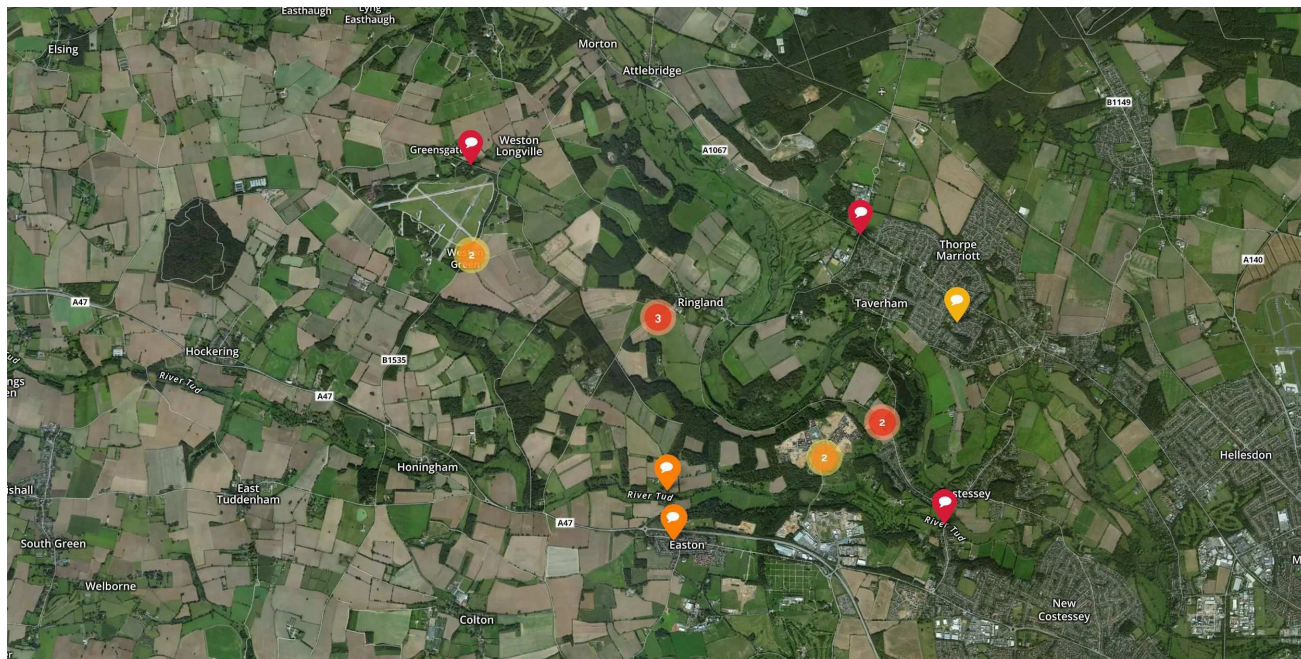 Easthaugh
Lyng
Easthaugh
Elsing
Morton
Attlebridge
B1149
Greensgate
Weston
Longville
A1067
Thorpe
Marriott
2
Green
A140
A47
Ringland
Taverham
3
Hockering
B1535
River Tud
A47
2
2
Honingham
Hellesdon
East
Tuddenham
River Tud
A47
River Tud
South Green
Easton
Welborne
New
Costessey
Colton